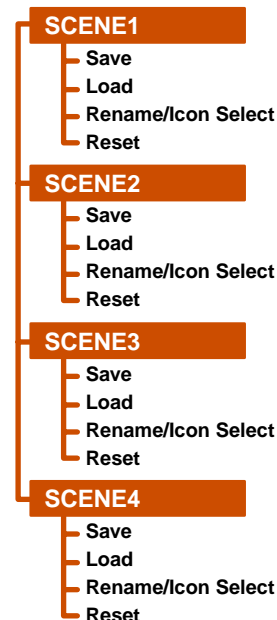 SCENE1
Save
Load
Rename/Icon Select
Reset
SCENE2
Save
Load
Rename/Icon Select
Reset
SCENE3
Save
Load
Rename/Icon Select
Reset
SCENE4
Save
Load
Rename/Icon Select
Reset